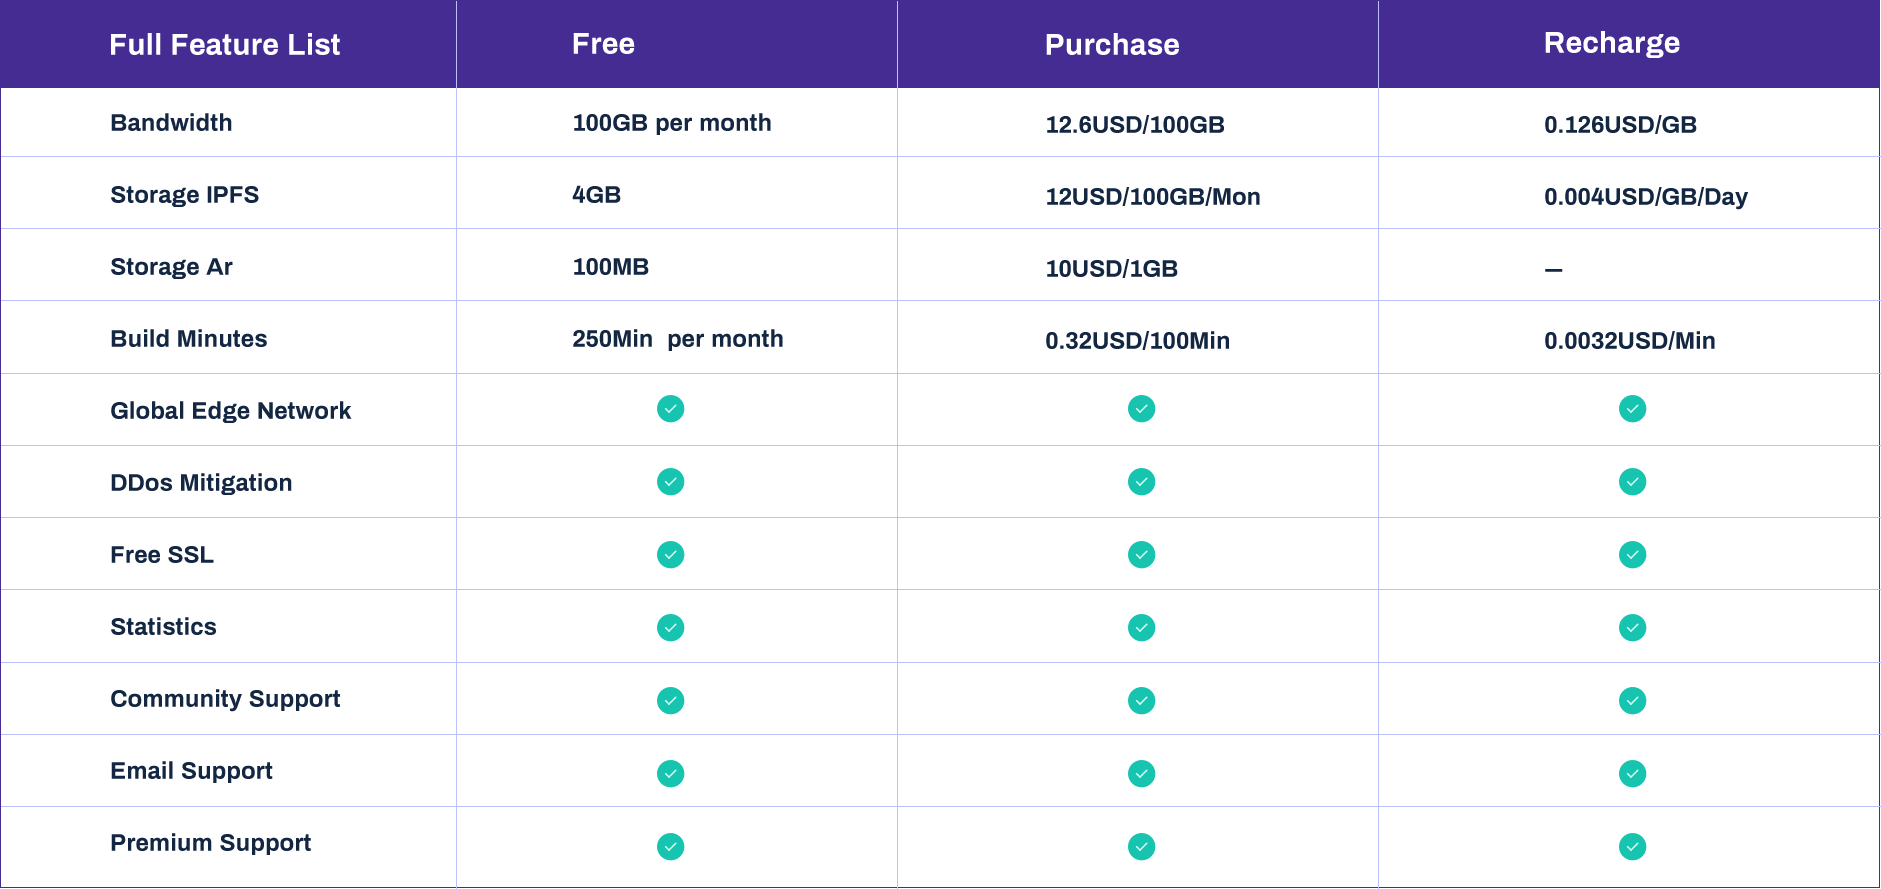 Full Feature List Free Purchase Recharge
Bandwidth 100GB per month 12.6USD/100GB 0.126USD/GB
Storage IPFS 4GB 12USD/100GB/Mon 0.004USD/GB/Day
Storage Ar 100MB 10USD/1GB –
Build Minutes 250Min  per month 0.32USD/100Min 0.0032USD/Min
Global Edge Network
DDos Mitigation
Free SSL
Statistics
Community Support
Email Support
Premium Support